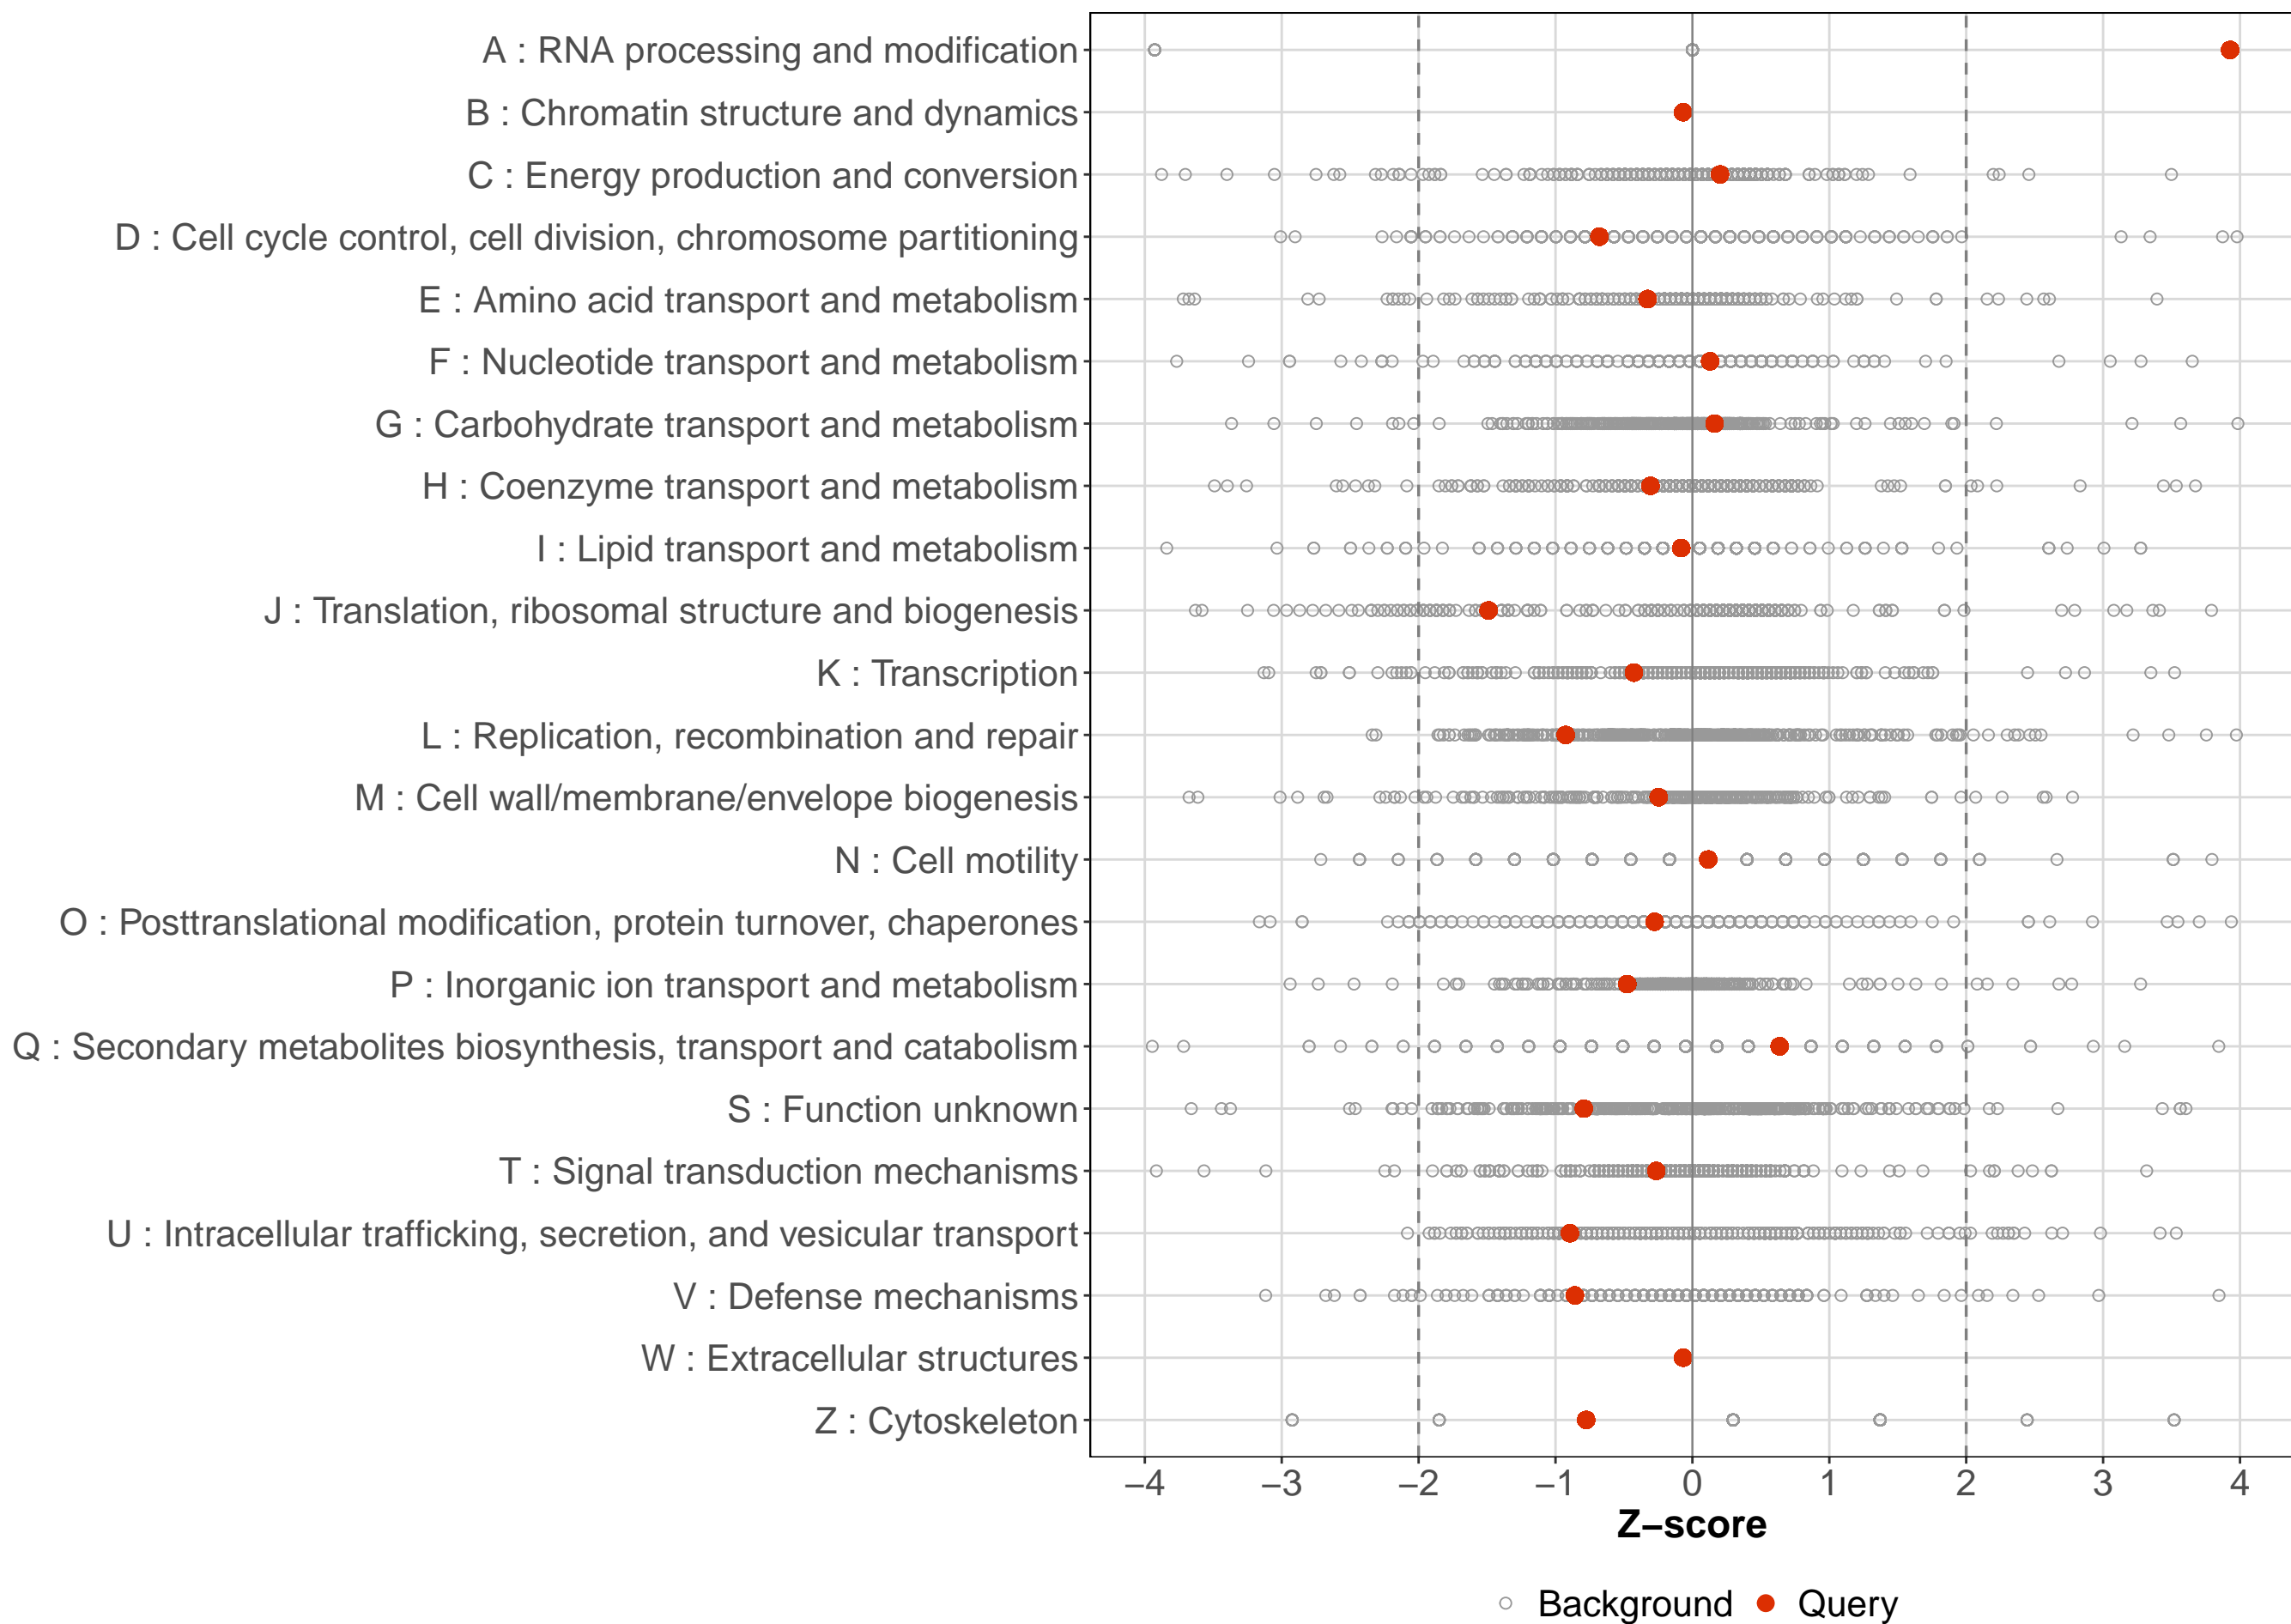 A : RNA processing and modification
B : Chromatin structure and dynamics
C : Energy production and conversion
D : Cell cycle control, cell division, chromosome partitioning
E : Amino acid transport and metabolism
F : Nucleotide transport and metabolism
G : Carbohydrate transport and metabolism
H : Coenzyme transport and metabolism
I : Lipid transport and metabolism
J : Translation, ribosomal structure and biogenesis
K : Transcription
L : Replication, recombination and repair
M : Cell wall/membrane/envelope biogenesis
N : Cell motility
O : Posttranslational modification, protein turnover, chaperones
P : Inorganic ion transport and metabolism
Q : Secondary metabolites biosynthesis, transport and catabolism
S : Function unknown
T : Signal transduction mechanisms
U : Intracellular trafficking, secretion, and vesicular transport
V : Defense mechanisms
W : Extracellular structures
Z : Cytoskeleton
−4 −3 −2 −1 0 1 2 3 4
Z−score
Background Query